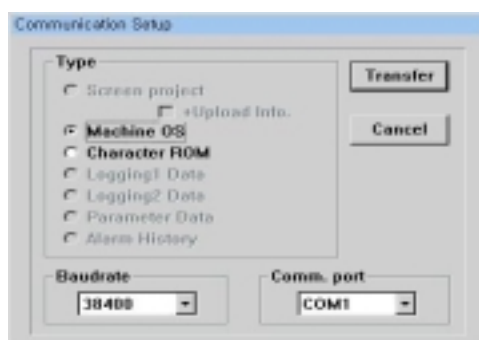 Communication Setup
Type
Screen project
+Upload Info.
Machine OS
Character ROM
Logging1 Data
Logging2 Data
Parameter Data
Alarm History
Transfer
Cancel
Baudrate
38400
Comm. port
COM1